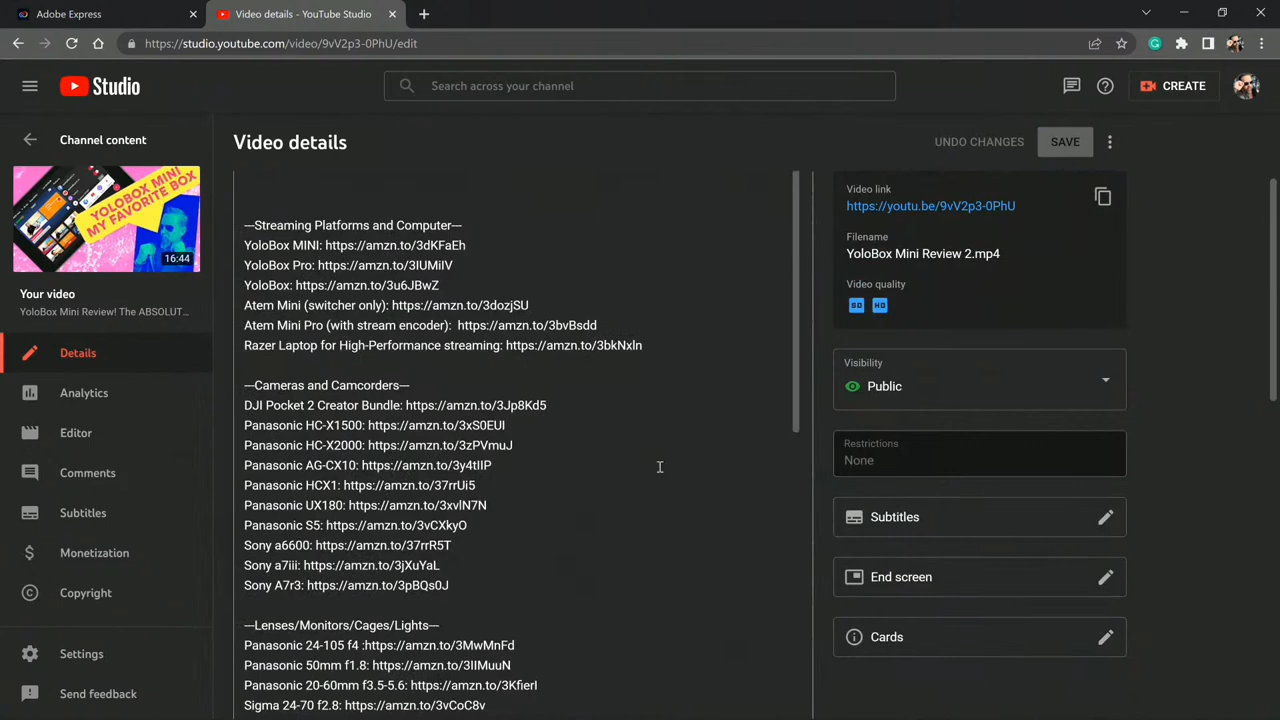 Adobe Express
Video details - YouTube Studio
https://studio.youtube.com/video/9vV2p3-0PhU/edit
Studio
Search across your channel
CREATE
Channel content
YOLOBOX MINI
MY FAVORITE
BOX
16:44
Your video
YoloBox Mini Review! The ABSOLUT...
Details
Analytics
Editor
Comments
Subtitles
Monetization
Copyright
Settings
Send feedback
Video details
UNDO CHANGES
SAVE
---Streaming Platforms and Computer---
YoloBox MINI: https://amzn.to/3dKFaEh
YoloBox Pro: https://amzn.to/3IUMiIV
YoloBox: https://amzn.to/3u6JBwZ
Atem Mini (switcher only): https://amzn.to/3dozjSU
Atem Mini Pro (with stream encoder):  https://amzn.to/3bvBsdd
Razer Laptop for High-Performance streaming: https://amzn.to/3bkNxln
---Cameras and Camcorders---
DJI Pocket 2 Creator Bundle: https://amzn.to/3Jp8Kd5
Panasonic HC-X1500: https://amzn.to/3xS0EUI
Panasonic HC-X2000: https://amzn.to/3zPVmuJ
Panasonic AG-CX10: https://amzn.to/3y4tIIP
Panasonic HCX1: https://amzn.to/37rrUi5
Panasonic UX180: https://amzn.to/3xvlN7N
Panasonic S5: https://amzn.to/3vCXkyO
Sony a6600: https://amzn.to/37rrR5T
Sony a7iii: https://amzn.to/3jXuYaL
Sony A7r3: https://amzn.to/3pBQs0J
---Lenses/Monitors/Cages/Lights---
Panasonic 24-105 f4 :https://amzn.to/3MwMnFd
Panasonic 50mm f1.8: https://amzn.to/3IIMuuN
Panasonic 20-60mm f3.5-5.6: https://amzn.to/3KfierI
Sigma 24-70 f2.8: https://amzn.to/3vCoC8v
Video link
https://youtu.be/9vV2p3-0PhU
Filename
YoloBox Mini Review 2.mp4
Video quality
SD HD
Visibility
Public
Restrictions
None
Subtitles
End screen
Cards